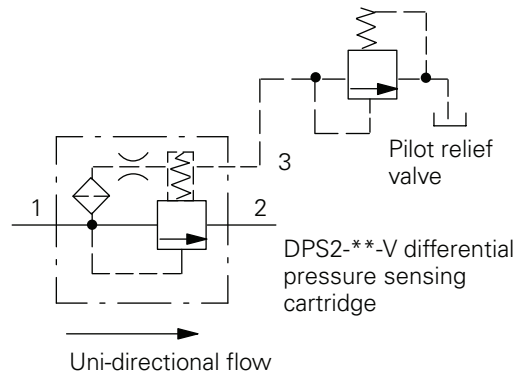 3
Pilot relief
valve
1
2
DPS2-**-V differential
pressure sensing
cartridge
Uni-directional flow